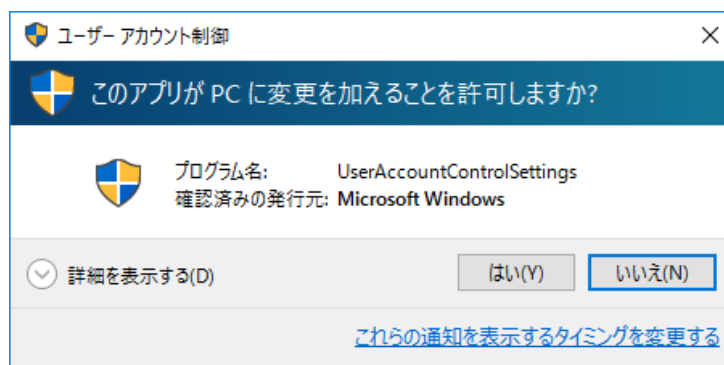 ユーザー アカウント制御
このアプリが PC に変更を加えることを許可しますか?
プログラム名: UserAccountControlSettings
確認済みの発行元: Microsoft Windows
詳細を表示する(D) はい(Y) いいえ(N)
これらの通知を表示するタイミングを変更する